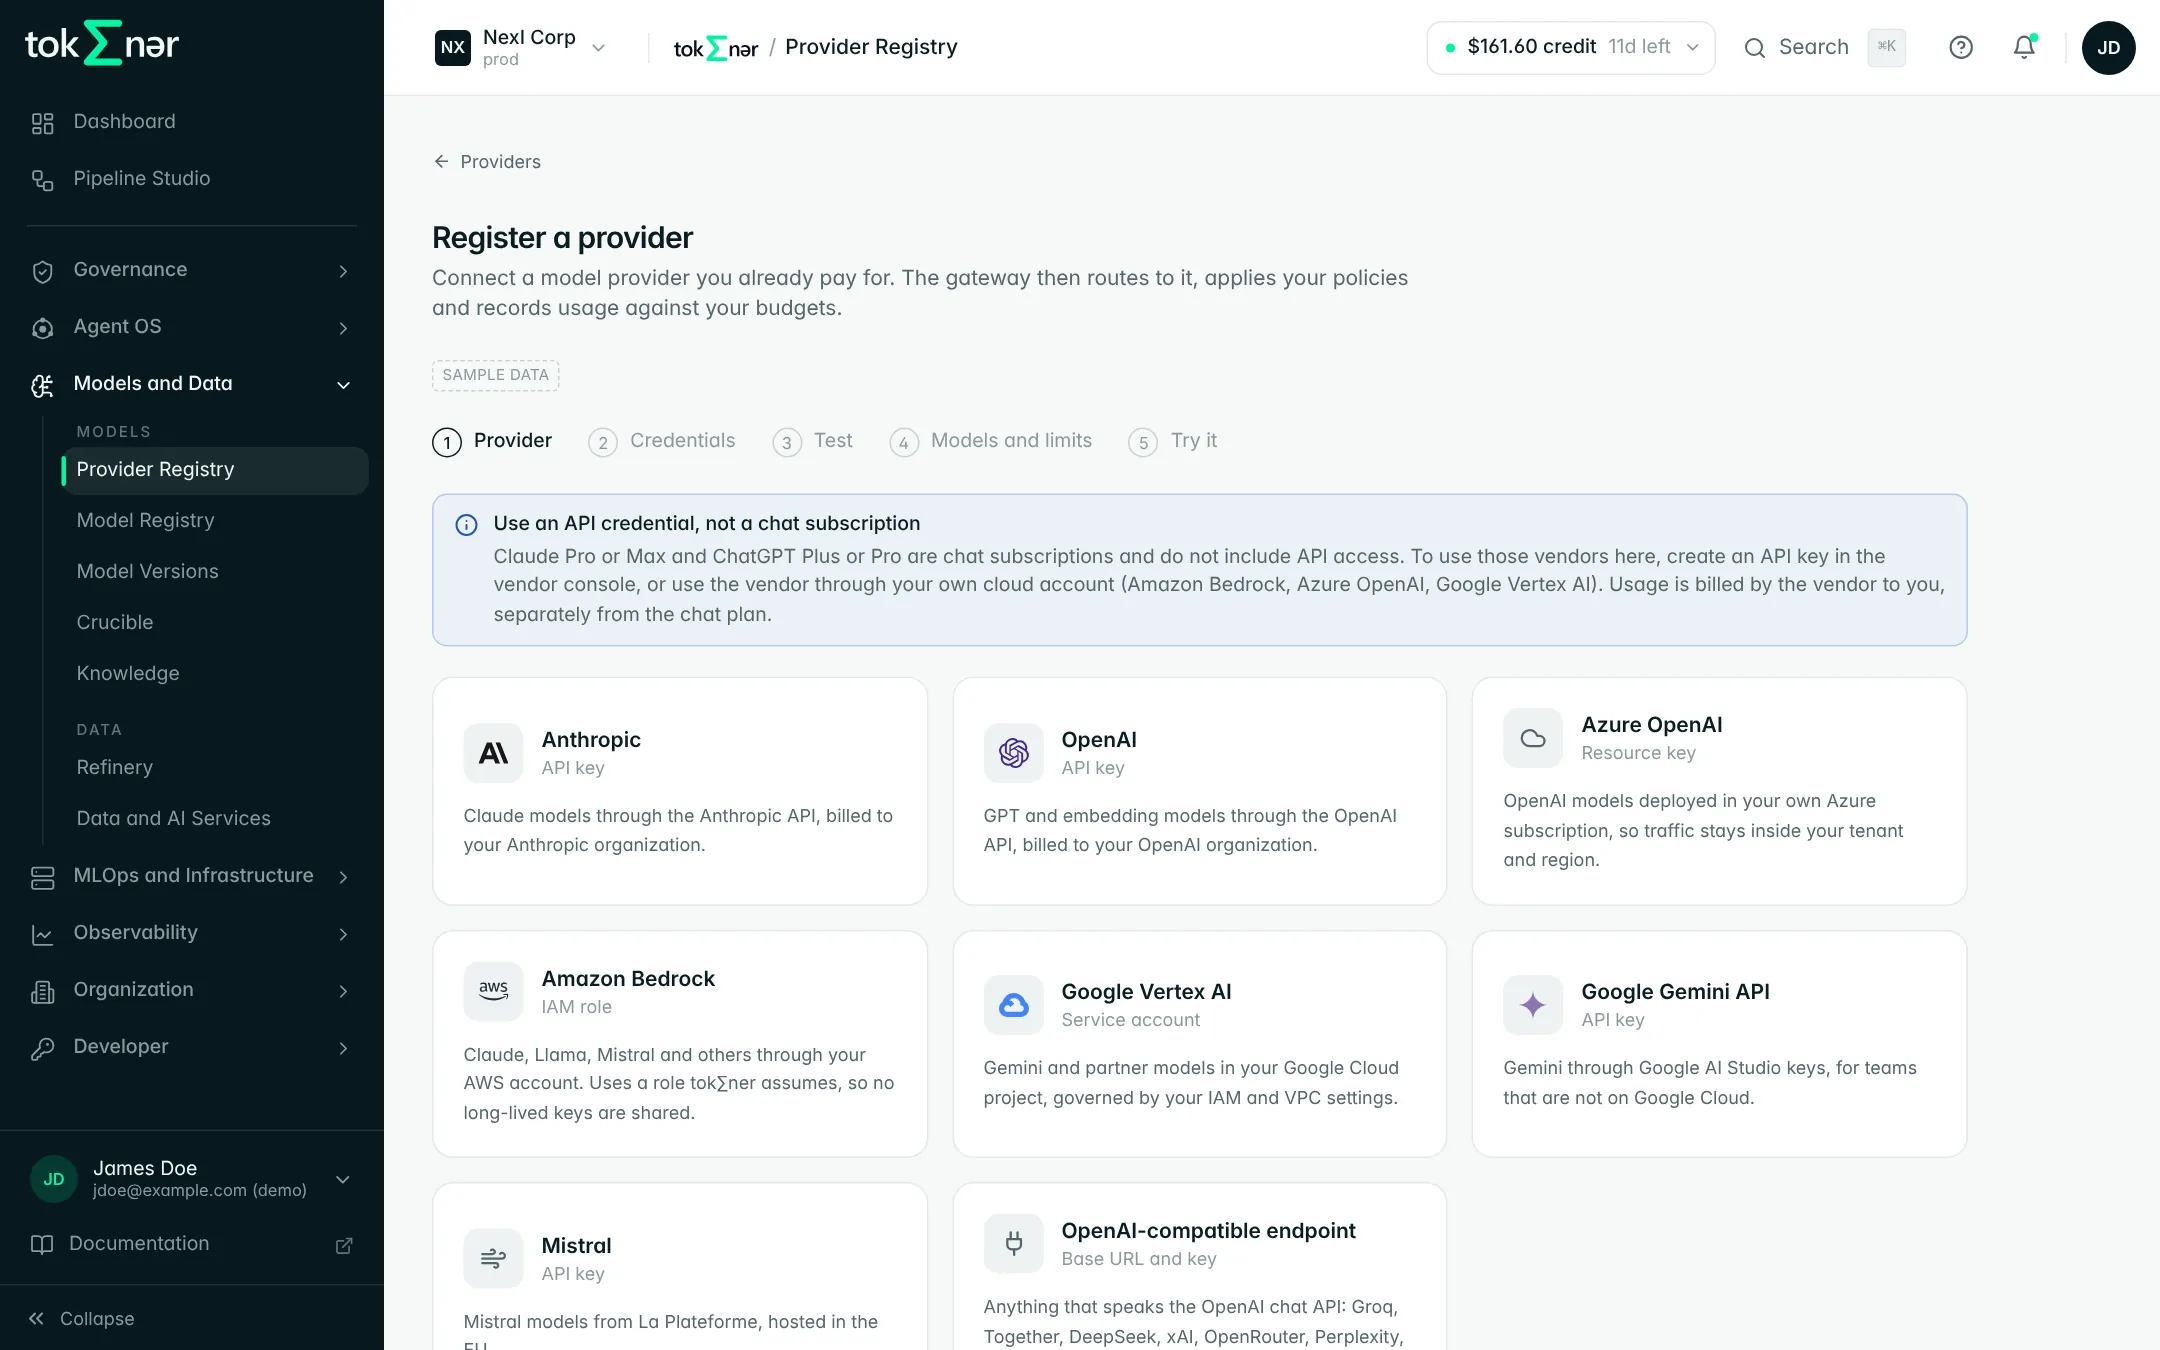 tok∑nər
Dashboard
Pipeline Studio
Governance
Agent OS
Models and Data
MODELS
Provider Registry
Model Registry
Model Versions
Crucible
Knowledge
DATA
Refinery
Data and AI Services
MLOps and Infrastructure
Observability
Organization
Developer
JD
James Doe
jdoe@example.com (demo)
Documentation
Collapse
NX
Nexl Corp
prod
tok∑nər / Provider Registry
$161.60 credit 11d left
Search ⌘K
JD
Providers
Register a provider
Connect a model provider you already pay for. The gateway then routes to it, applies your policies
and records usage against your budgets.
SAMPLE DATA
1 Provider 2 Credentials 3 Test 4 Models and limits 5 Try it
Use an API credential, not a chat subscription
Claude Pro or Max and ChatGPT Plus or Pro are chat subscriptions and do not include API access. To use those vendors here, create an API key in the
vendor console, or use the vendor through your own cloud account (Amazon Bedrock, Azure OpenAI, Google Vertex AI). Usage is billed by the vendor to you,
separately from the chat plan.
Anthropic
API key
Claude models through the Anthropic API, billed to
your Anthropic organization.
OpenAI
API key
GPT and embedding models through the OpenAI
API, billed to your OpenAI organization.
Azure OpenAI
Resource key
OpenAI models deployed in your own Azure
subscription, so traffic stays inside your tenant
and region.
aws
Amazon Bedrock
IAM role
Claude, Llama, Mistral and others through your
AWS account. Uses a role tok∑ner assumes, so no
long-lived keys are shared.
Google Vertex AI
Service account
Gemini and partner models in your Google Cloud
project, governed by your IAM and VPC settings.
Google Gemini API
API key
Gemini through Google AI Studio keys, for teams
that are not on Google Cloud.
Mistral
API key
Mistral models from La Plateforme, hosted in the
EU.
OpenAI-compatible endpoint
Base URL and key
Anything that speaks the OpenAI chat API: Groq,
Together, DeepSeek, xAI, OpenRouter, Perplexity,